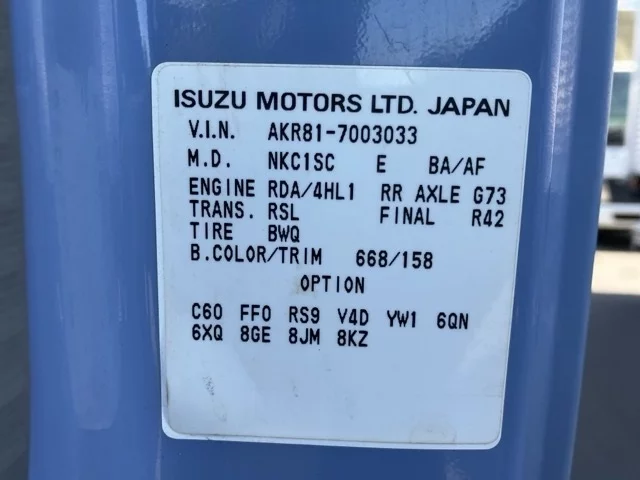 ISUZU MOTORS LTD. JAPAN
V.I.N. AKR81-7003033
M.D. NKC1SC E BA/AF
ENGINE RDA/4HL1 RR AXLE G73
TRANS. RSL FINAL R42
TIRE BWQ
B.COLOR/TRIM 668/158
OPTION
C60 FF0 RS9 V4D YW1 6QN
6XQ 8GE 8JM 8KZ